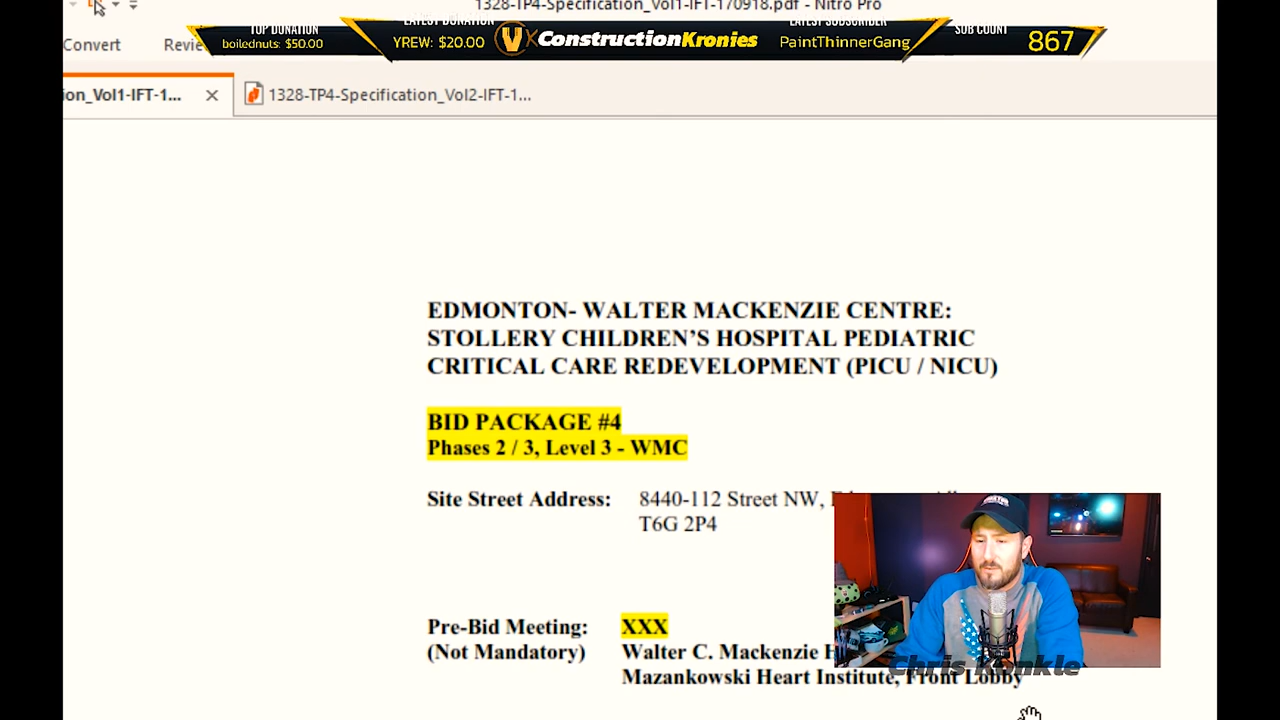 1328-TP4-Specification_Vol1-IFT-170918.pdf - Nitro Pro
Convert
TOP DONATION
boilednuts: $50.00
LATEST DONATION
YREW: $20.00
ConstructionKronies
LATEST SUBSCRIBER
PaintThinnerGang
SUB COUNT
867
ion_Vol1-IFT-1...
1328-TP4-Specification_Vol2-IFT-1...
EDMONTON- WALTER MACKENZIE CENTRE:
STOLLERY CHILDREN'S HOSPITAL PEDIATRIC
CRITICAL CARE REDEVELOPMENT (PICU / NICU)
BID PACKAGE #4
Phases 2 / 3, Level 3 - WMC
Site Street Address: 8440-112 Street NW,
T6G 2P4
Pre-Bid Meeting: XXX
(Not Mandatory) Walter C. Mackenzie
Mazankowski Heart Institute, Front Lobby
Chris Konkle